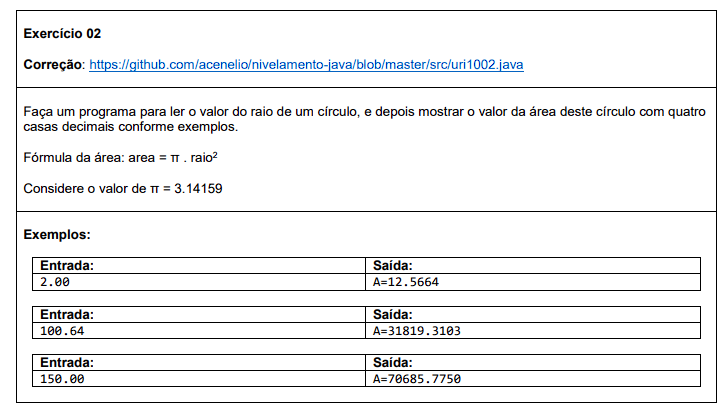 Exercício 02
Correção: https://github.com/acenelio/nivelamento-java/blob/master/src/uri1002.java
Faça um programa para ler o valor do raio de um círculo, e depois mostrar o valor da área deste círculo com quatro
casas decimais conforme exemplos.
Fórmula da área: area = π . raio²
Considere o valor de π = 3.14159
Exemplos:
Entrada: Saída:
2.00 A=12.5664
Entrada: Saída:
100.64 A=31819.3103
Entrada: Saída:
150.00 A=70685.7750